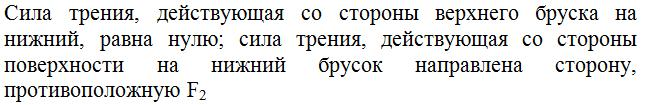 Сила трения, действующая со стороны верхнего бруска на
нижний, равна нулю; сила трения, действующая со стороны
поверхности на нижний брусок направлена сторону,
противоположную F₂